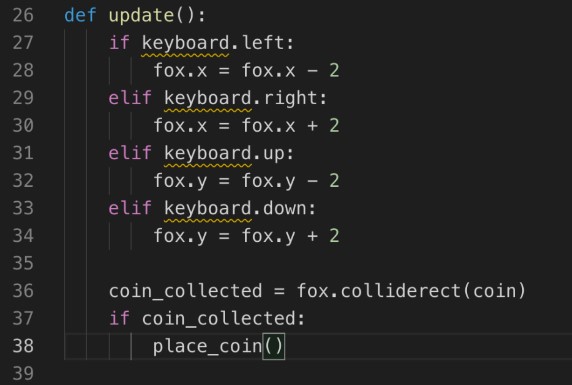 26 def update():
27     if keyboard.left:
28         fox.x = fox.x - 2
29     elif keyboard.right:
30         fox.x = fox.x + 2
31     elif keyboard.up:
32         fox.y = fox.y - 2
33     elif keyboard.down:
34         fox.y = fox.y + 2
35
36     coin_collected = fox.colliderect(coin)
37     if coin_collected:
38         place_coin()
39